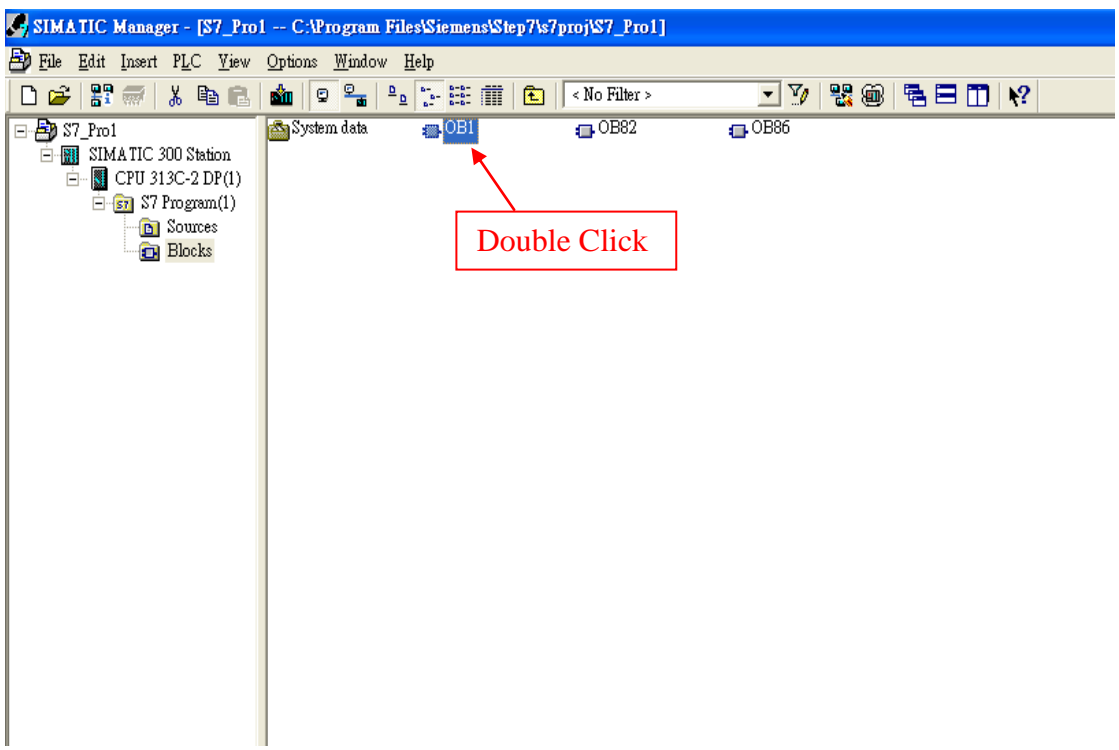 SIMATIC Manager - [S7_Pro1 -- C:\Program Files\Siemens\Step7\s7proj\S7_Pro1]
File Edit Insert PLC View Options Window Help
< No Filter >
S7_Pro1
SIMATIC 300 Station
CPU 313C-2 DP(1)
S7 Program(1)
Sources
Blocks
System data OB1 OB82 OB86
Double Click